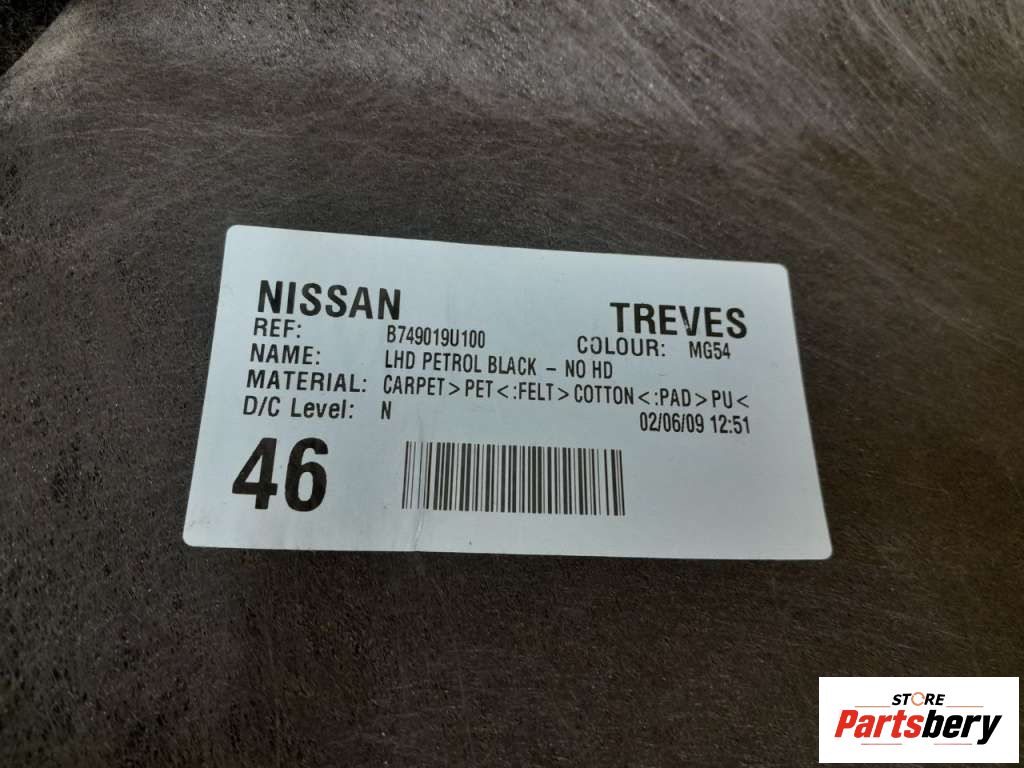 NISSAN TREVES
REF: B749019U100 COLOUR: MG54
NAME: LHD PETROL BLACK - NO HD
MATERIAL: CARPET>PET<:FELT>COTTON<:PAD>PU<
D/C Level: N 02/06/09 12:51
46
STORE
Partsbery